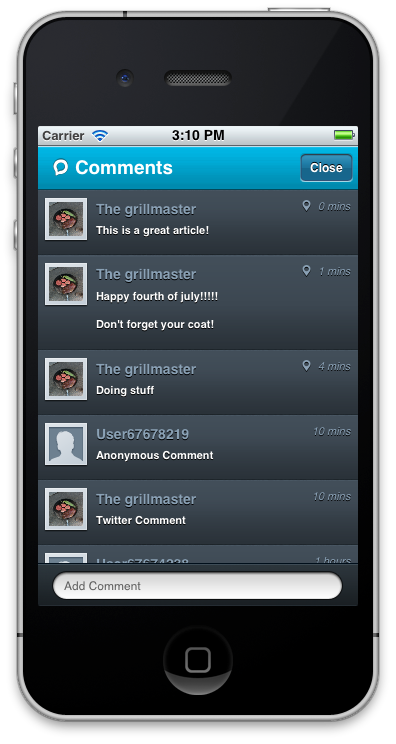 Carrier 3:10 PM
Comments Close
The grillmaster 0 mins
This is a great article!
The grillmaster 1 mins
Happy fourth of july!!!!!
Don't forget your coat!
The grillmaster 4 mins
Doing stuff
User67678219 10 mins
Anonymous Comment
The grillmaster 10 mins
Twitter Comment
User67674238 1 hours
Add Comment